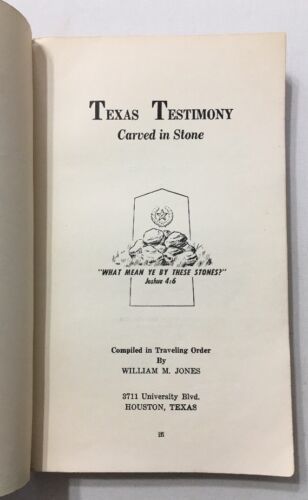 TEXAS TESTIMONY
Carved in Stone
"WHAT MEAN YE BY THESE STONES?"
Joshua 4:6
Compiled in Traveling Order
By
WILLIAM M. JONES
3711 University Blvd.
HOUSTON, TEXAS
iii